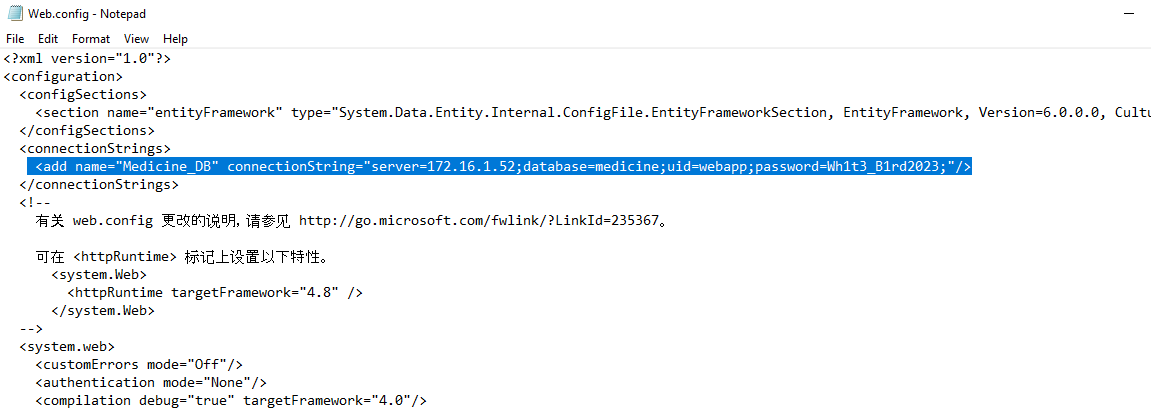 Web.config - Notepad
File Edit Format View Help
<?xml version="1.0"?>
<configuration>
  <configSections>
    <section name="entityFramework" type="System.Data.Entity.Internal.ConfigFile.EntityFrameworkSection, EntityFramework, Version=6.0.0.0, Cultu
  </configSections>
  <connectionStrings>
    <add name="Medicine_DB" connectionString="server=172.16.1.52;database=medicine;uid=webapp;password=Wh1t3_B1rd2023;"/>
  </connectionStrings>
  <!--
    有关 web.config 更改的说明,请参见 http://go.microsoft.com/fwlink/?LinkId=235367。
    可在 <httpRuntime> 标记上设置以下特性。
      <system.Web>
        <httpRuntime targetFramework="4.8" />
      </system.Web>
  -->
  <system.web>
    <customErrors mode="Off"/>
    <authentication mode="None"/>
    <compilation debug="true" targetFramework="4.0"/>